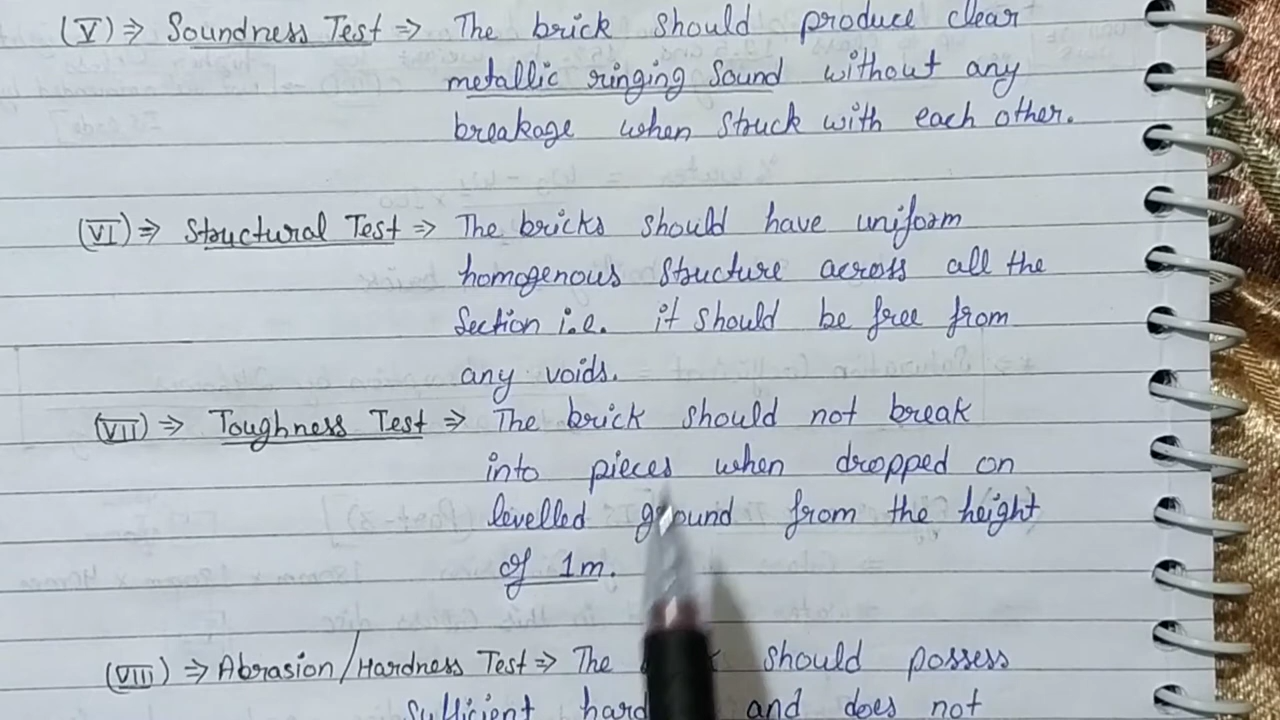 (V) ⇒ Soundness Test ⇒ The brick should produce clear
metallic ringing Sound without any
breakage when Struck with each other.
(VI) ⇒ Structural Test ⇒ The bricks should have uniform
homogenous Structure across all the
Section i.e. it should be free from
any voids.
(VII) ⇒ Toughness Test ⇒ The brick should not break
into pieces when dropped on
levelled ground from the height
of 1m.
(VIII) ⇒ Abrasion/Hardness Test ⇒ The should possess
Sufficient and does not